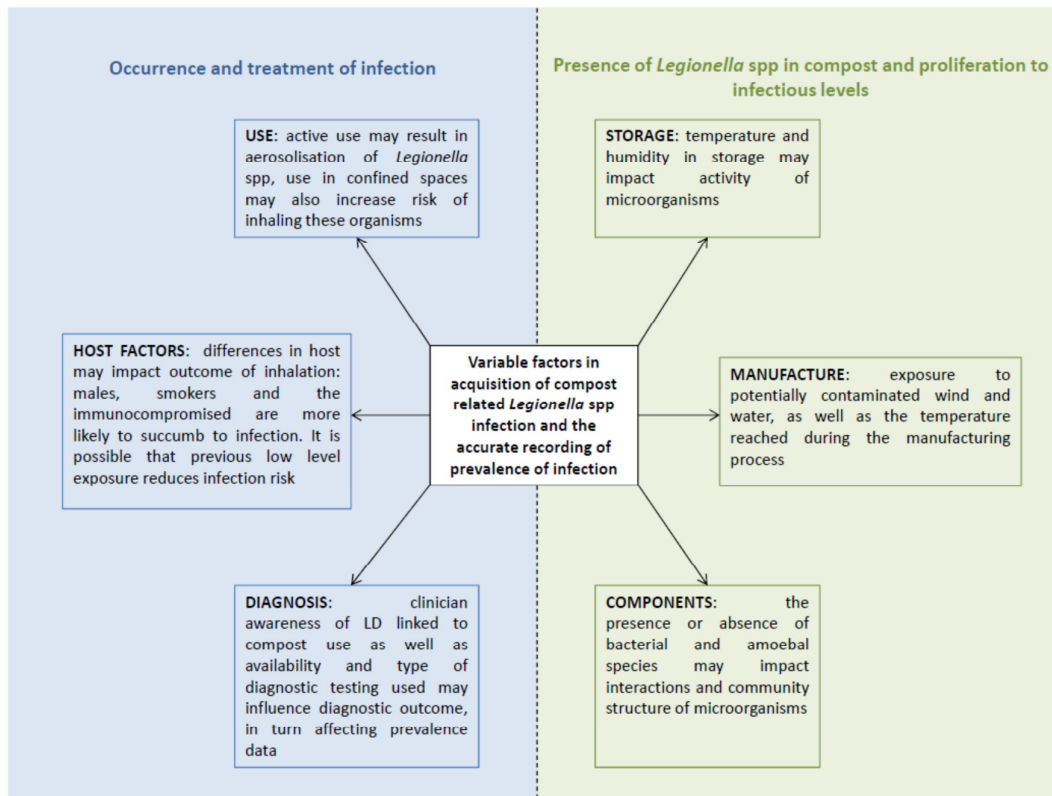 Occurrence and treatment of infection
USE: active use may result in
aerosolisation of Legionella
spp, use in confined spaces
may also increase risk of
inhaling these organisms
HOST FACTORS: differences in host
may impact outcome of inhalation:
males, smokers and the
immunocompromised are more
likely to succumb to infection. It is
possible that previous low level
exposure reduces infection risk
DIAGNOSIS: clinician
awareness of LD linked to
compost use as well as
availability and type of
diagnostic testing used may
influence diagnostic outcome,
in turn affecting prevalence
data
Variable factors in
acquisition of compost
related Legionella spp
infection and the
accurate recording of
prevalence of infection
Presence of Legionella spp in compost and proliferation to
infectious levels
STORAGE: temperature and
humidity in storage may
impact activity of
microorganisms
MANUFACTURE: exposure to
potentially contaminated wind and
water, as well as the temperature
reached during the manufacturing
process
COMPONENTS: the
presence or absence of
bacterial and amoebal
species may impact
interactions and community
structure of microorganisms